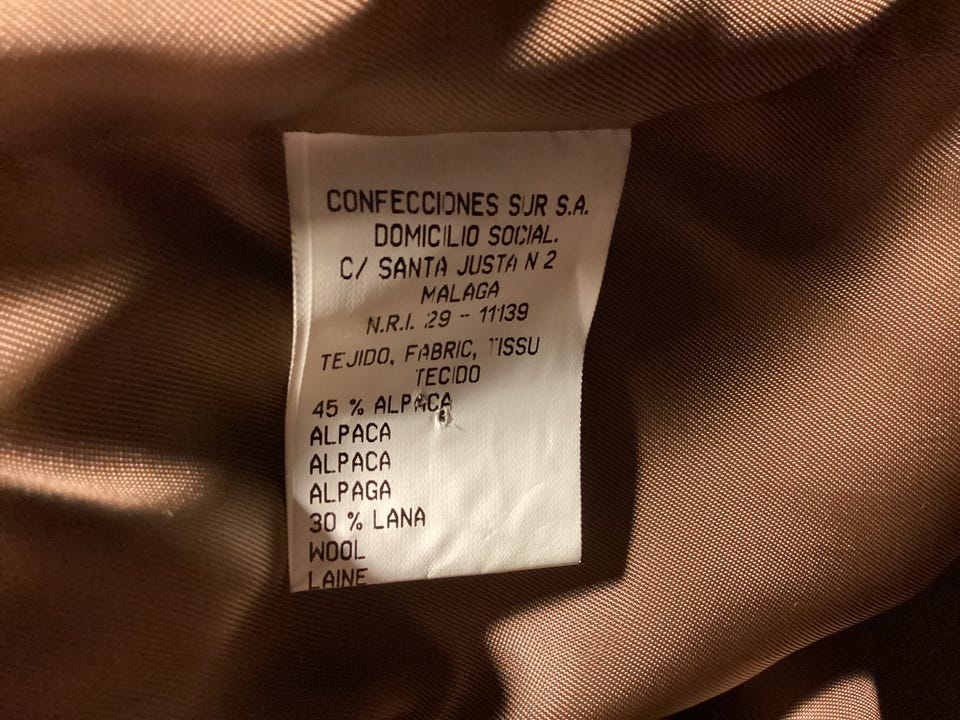 CONFECCIONES SUR S.A.
DOMICILIO SOCIAL.
C/ SANTA JUSTA N 2
MALAGA
N.R.I. 29 - 11139
TEJIDO, FABRIC, TISSU
TECIDO
45 % ALPACA
ALPACA
ALPACA
ALPAGA
30 % LANA
WOOL
LAINE